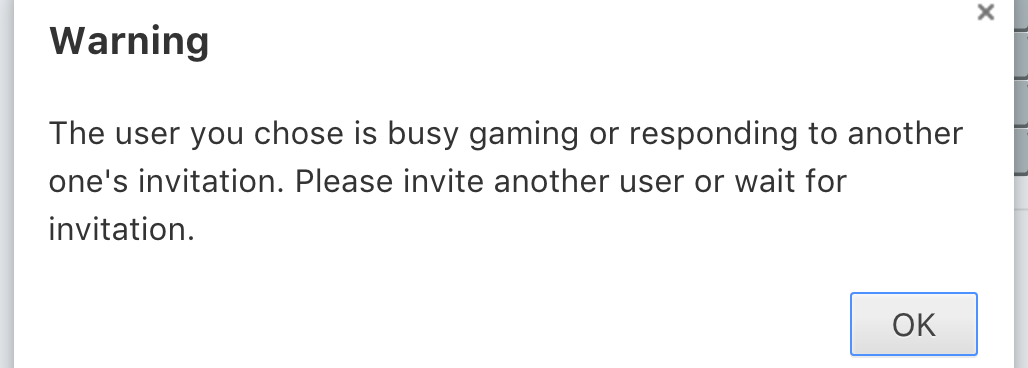 Warning
The user you chose is busy gaming or responding to another
one's invitation. Please invite another user or wait for
invitation.
OK